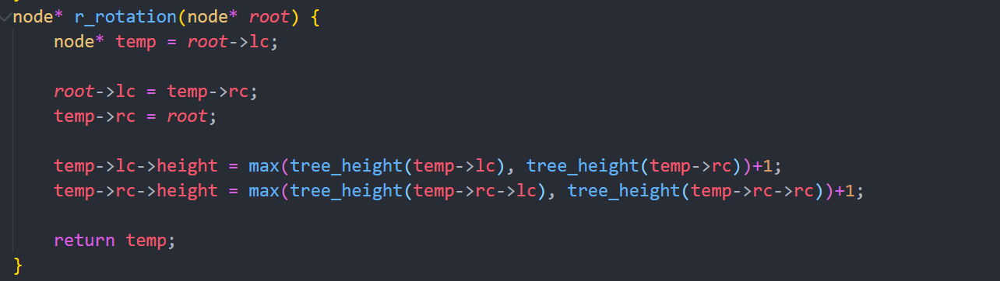 node* r_rotation(node* root) {
    node* temp = root->lc;
    root->lc = temp->rc;
    temp->rc = root;
    temp->lc->height = max(tree_height(temp->lc), tree_height(temp->rc))+1;
    temp->rc->height = max(tree_height(temp->rc->lc), tree_height(temp->rc->rc))+1;
    return temp;
}